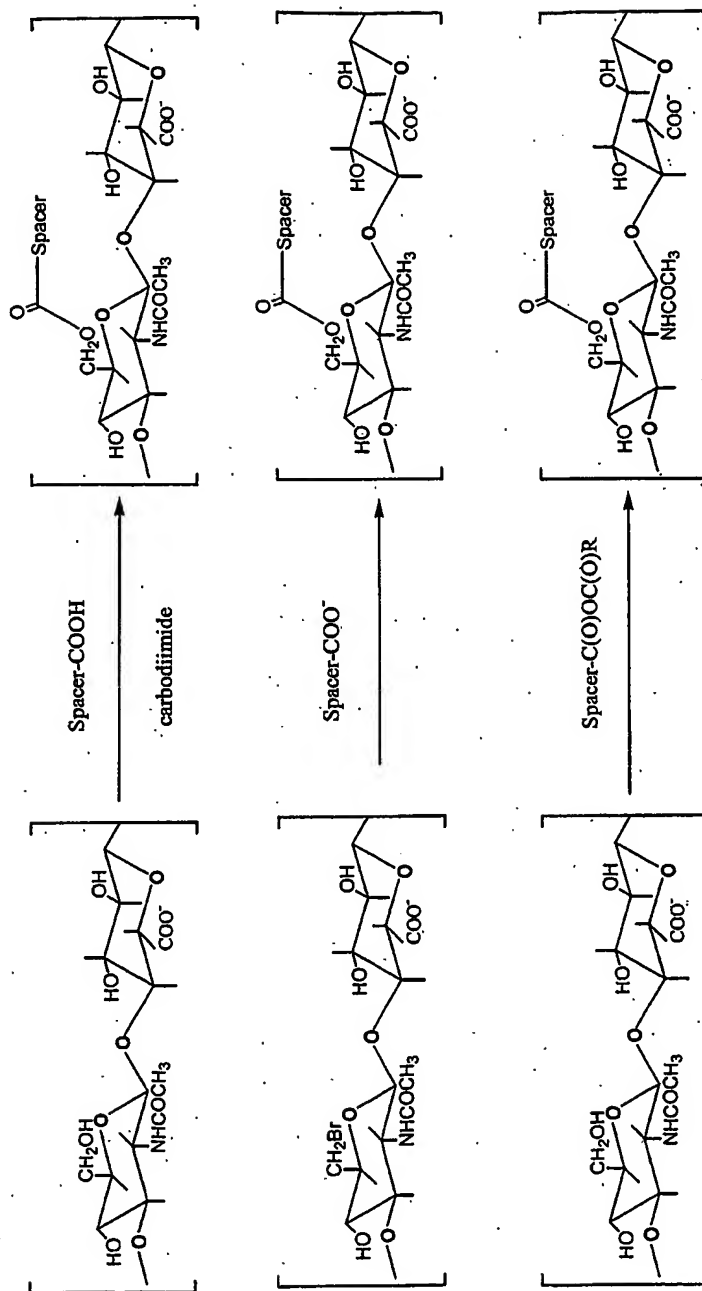 CH₂OH
O
HO
O
NHCOCH₃
O
HO
OH
COO⁻
O
Spacer-COOH
carbodiimide
O
Spacer
CH₂O
O
HO
O
NHCOCH₃
O
HO
OH
COO⁻
O
CH₂Br
O
HO
O
NHCOCH₃
O
HO
OH
COO⁻
O
Spacer-COO⁻
O
Spacer
CH₂O
O
HO
O
NHCOCH₃
O
HO
OH
COO⁻
O
CH₂OH
O
HO
O
NHCOCH₃
O
HO
OH
COO⁻
O
Spacer-C(O)OC(O)R
O
Spacer
CH₂O
O
HO
O
NHCOCH₃
O
HO
OH
COO⁻
O